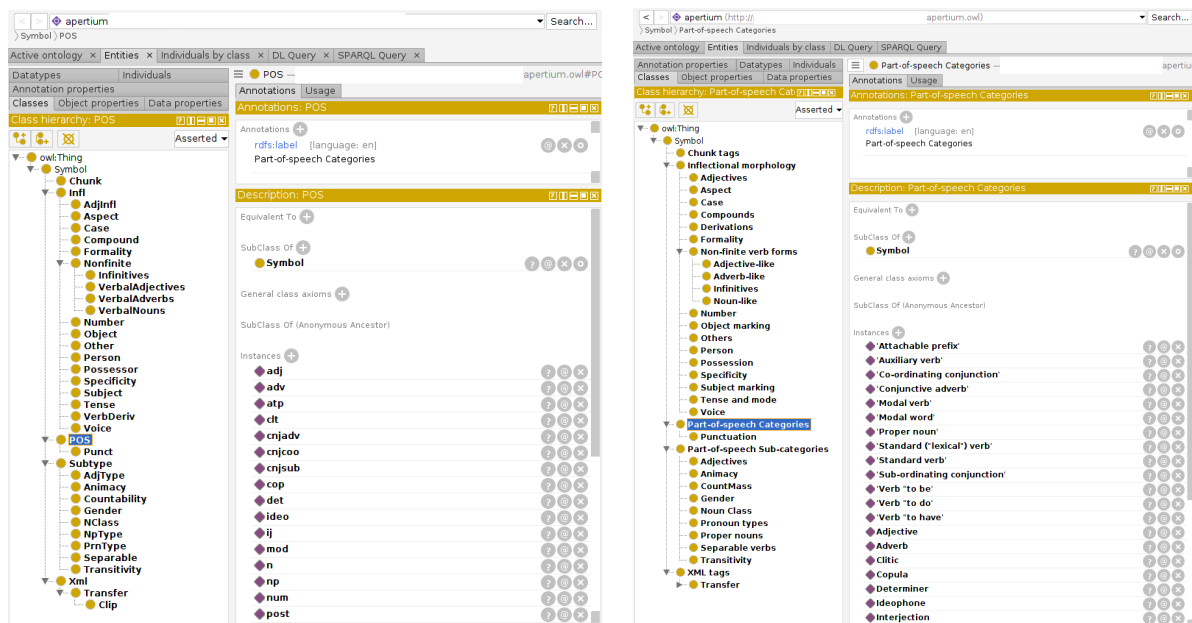 apertium
Search...
Symbol
POS
Active ontology × Entities × Individuals by class × DL Query × SPARQL Query ×
Datatypes Individuals
Annotation properties
Classes Object properties Data properties
Class hierarchy: POS
Asserted
owl:Thing
Symbol
Chunk
Infl
AdjInfl
Aspect
Case
Compound
Formality
Nonfinite
Infinitives
VerbalAdjectives
VerbalAdverbs
VerbalNouns
Number
Object
Other
Person
Possessor
Specificity
Subject
Tense
VerbDeriv
Voice
POS
Punct
Subtype
AdjType
Animacy
Countability
Gender
NClass
NpType
PrnType
Separable
Transitivity
Xml
Transfer
Clip
POS — apertium.owl#PO
Annotations Usage
Annotations: POS
Annotations
rdfs:label [language: en]
Part-of-speech Categories
Description: POS
Equivalent To
SubClass Of
Symbol
General class axioms
SubClass Of (Anonymous Ancestor)
Instances
adj
adv
atp
clt
cnjadv
cnjcoo
cnjsub
cop
det
ideo
ij
mod
n
np
num
post
apertium (http:// apertium.owl)
Search...
Symbol
Part-of-speech Categories
Active ontology Entities Individuals by class DL Query SPARQL Query
Annotation properties Datatypes Individuals
Classes Object properties Data properties
Class hierarchy: Part-of-speech Cat
Asserted
owl:Thing
Symbol
Chunk tags
Inflectional morphology
Adjectives
Aspect
Case
Compounds
Derivations
Formality
Non-finite verb forms
Adjective-like
Adverb-like
Infinitives
Noun-like
Number
Object marking
Others
Person
Possession
Specificity
Subject marking
Tense and mode
Voice
Part-of-speech Categories
Punctuation
Part-of-speech Sub-categories
Adjectives
Animacy
CountMass
Gender
Noun Class
Pronoun types
Proper nouns
Separable verbs
Transitivity
XML tags
Transfer
Part-of-speech Categories — apertiu
Annotations Usage
Annotations: Part-of-speech Categories
Annotations
rdfs:label [language: en]
Part-of-speech Categories
Description: Part-of-speech Categories
Equivalent To
SubClass Of
Symbol
General class axioms
SubClass Of (Anonymous Ancestor)
Instances
'Attachable prefix'
'Auxiliary verb'
'Co-ordinating conjunction'
'Conjunctive adverb'
'Modal verb'
'Modal word'
'Proper noun'
'Standard ("lexical") verb'
'Standard verb'
'Sub-ordinating conjunction'
'Verb "to be'
'Verb "to do'
'Verb "to have'
Adjective
Adverb
Clitic
Copula
Determiner
Ideophone
Interjection